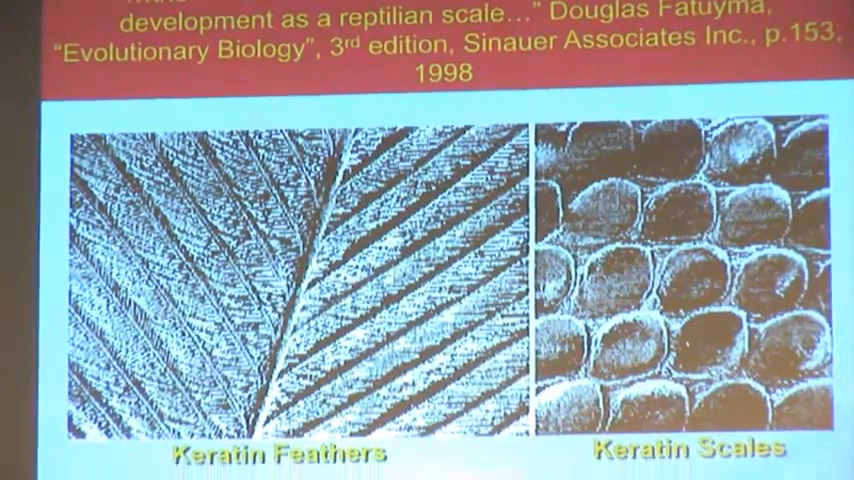 development as a reptilian scale…” Douglas Fatuyma,
“Evolutionary Biology”, 3rd edition, Sinauer Associates Inc., p.153,
1998
Keratin Feathers
Keratin Scales